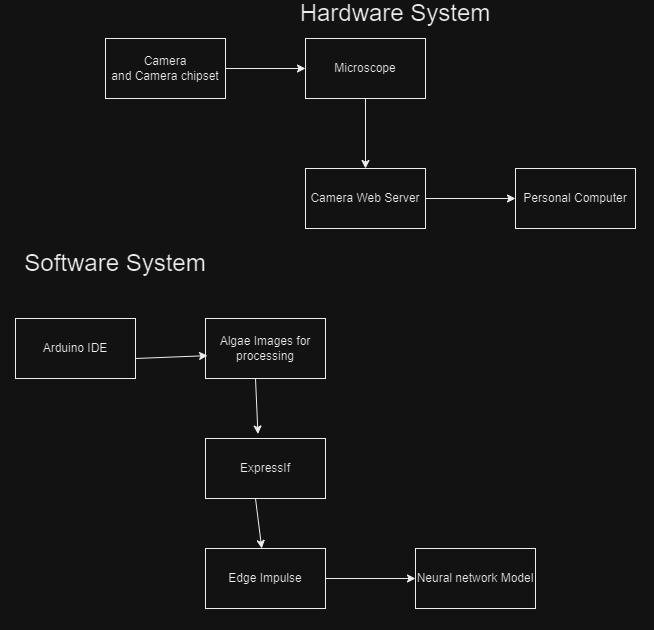 Hardware System
Camera
and Camera chipset
Microscope
Camera Web Server
Personal Computer
Software System
Arduino IDE
Algae Images for
processing
ExpressIf
Edge Impulse
Neural network Model